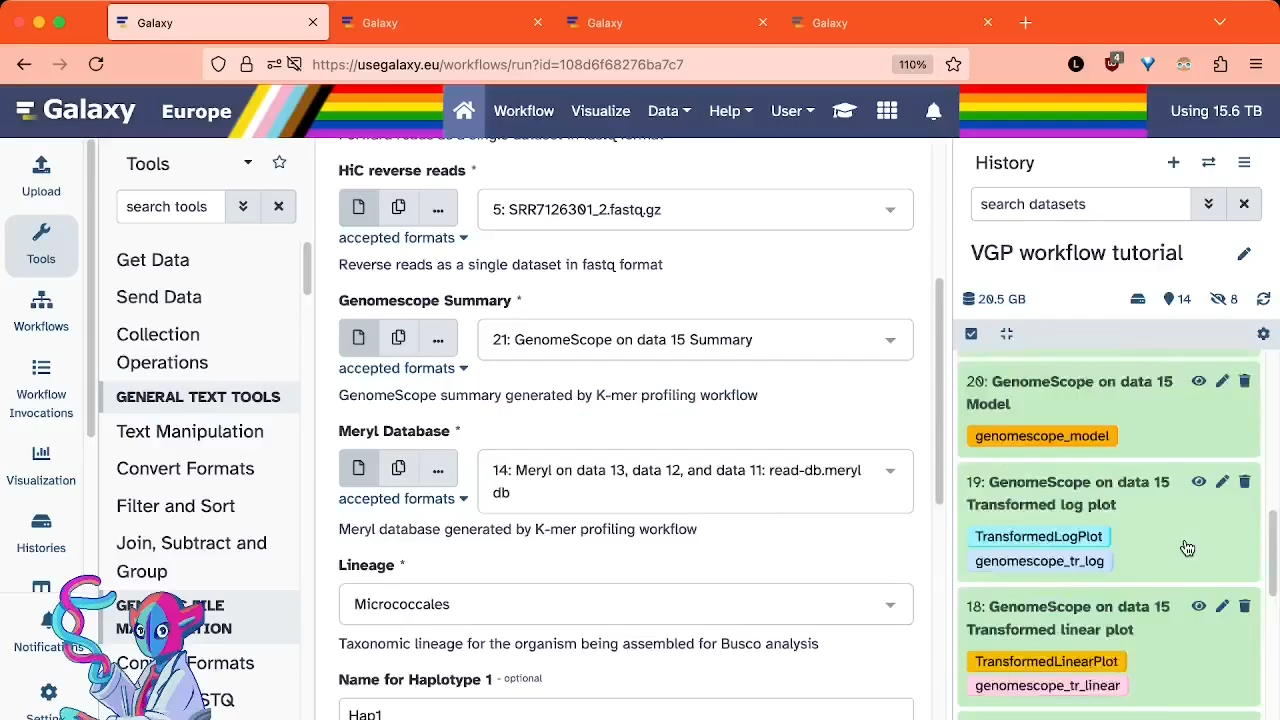 Galaxy
Galaxy
Galaxy
Galaxy
https://usegalaxy.eu/workflows/run?id=108d6f68276ba7c7
110%
L
4
Galaxy Europe
Workflow
Visualize
Data
Help
User
Using 15.6 TB
Upload
Tools
Workflows
Workflow
Invocations
Visualization
Histories
Tools
search tools
Get Data
Send Data
Collection
Operations
GENERAL TEXT TOOLS
Text Manipulation
Convert Formats
Filter and Sort
Join, Subtract and
Group
HiC reverse reads *
5: SRR7126301_2.fastq.gz
accepted formats
Reverse reads as a single dataset in fastq format
Genomescope Summary *
21: GenomeScope on data 15 Summary
accepted formats
GenomeScope summary generated by K-mer profiling workflow
Meryl Database *
14: Meryl on data 13, data 12, and data 11: read-db.meryl
db
accepted formats
Meryl database generated by K-mer profiling workflow
Lineage *
Micrococcales
Taxonomic lineage for the organism being assembled for Busco analysis
Name for Haplotype 1 - optional
Hap1
History
search datasets
VGP workflow tutorial
20.5 GB
14
8
20: GenomeScope on data 15
Model
genomescope_model
19: GenomeScope on data 15
Transformed log plot
TransformedLogPlot
genomescope_tr_log
18: GenomeScope on data 15
Transformed linear plot
TransformedLinearPlot
genomescope_tr_linear